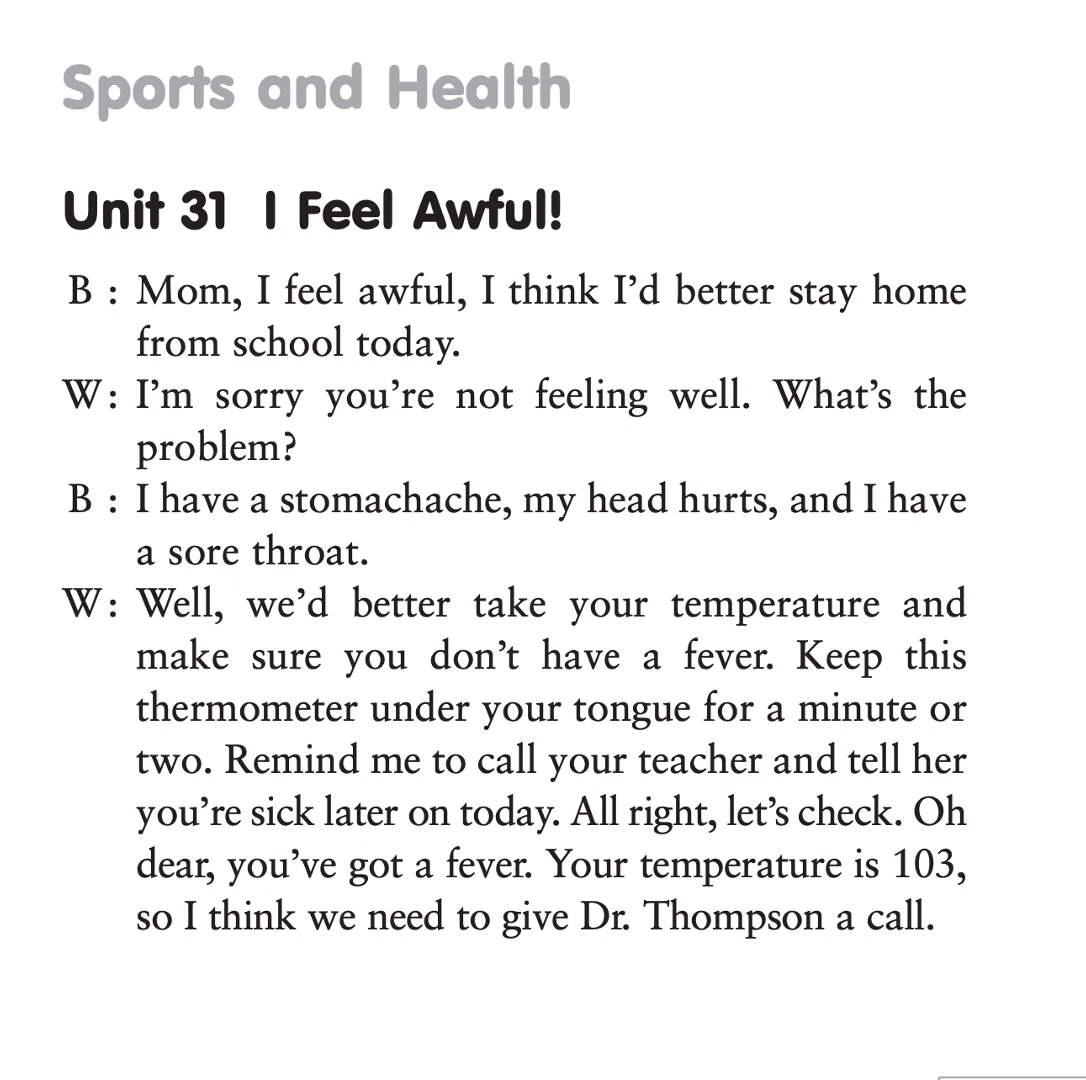 Sports and Health
Unit 31 I Feel Awful!
B : Mom, I feel awful, I think I’d better stay home
from school today.
W : I’m sorry you’re not feeling well. What’s the
problem?
B : I have a stomachache, my head hurts, and I have
a sore throat.
W : Well, we’d better take your temperature and
make sure you don’t have a fever. Keep this
thermometer under your tongue for a minute or
two. Remind me to call your teacher and tell her
you’re sick later on today. All right, let’s check. Oh
dear, you’ve got a fever. Your temperature is 103,
so I think we need to give Dr. Thompson a call.